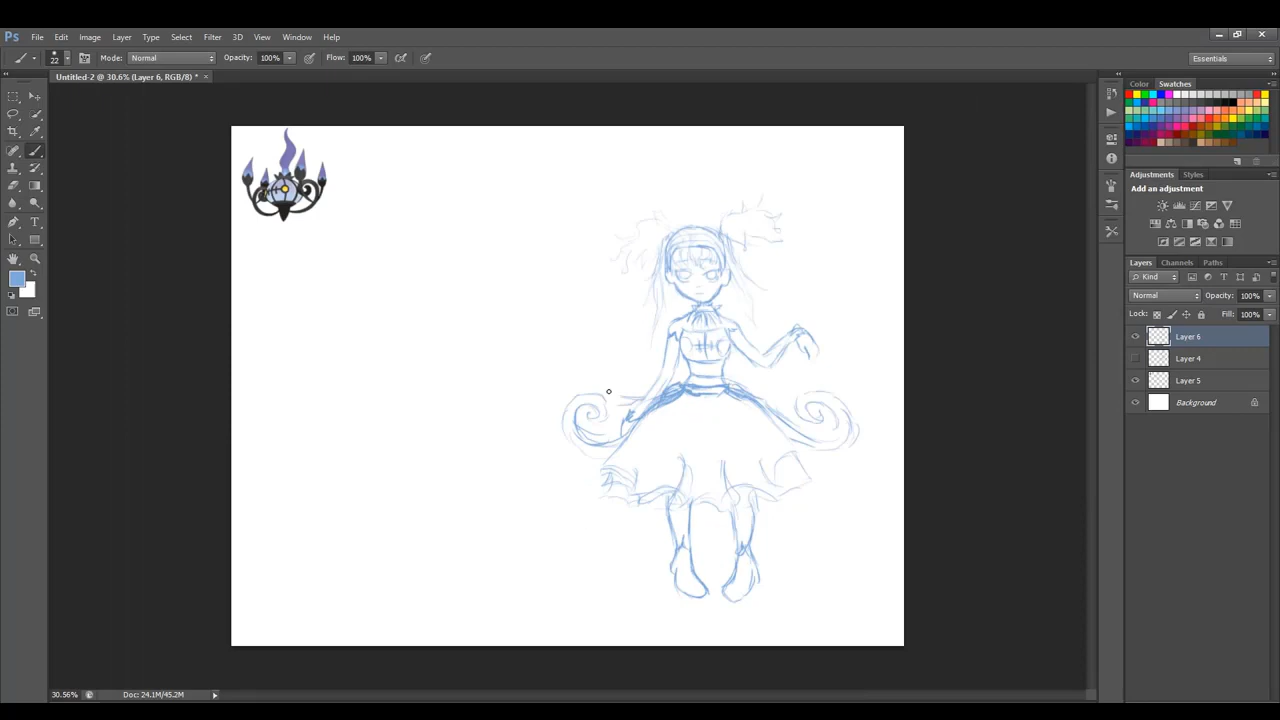 Ps File Edit Image Layer Type Select Filter 3D View Window Help
22 Mode: Normal Opacity: 100% Flow: 100% Essentials
Untitled-2 @ 30.6% (Layer 6, RGB/8) * ×
Color Swatches
Adjustments Styles
Add an adjustment
Layers Channels Paths
Kind
Normal Opacity: 100%
Lock: Fill: 100%
Layer 6
Layer 4
Layer 5
Background
30.56% Doc: 24.1M/45.2M